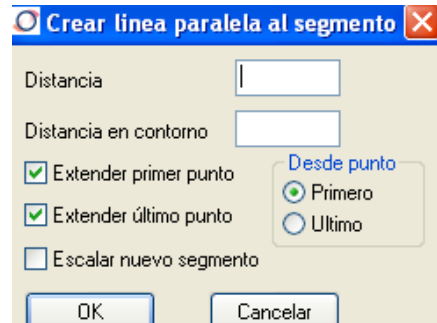 Crear linea paralela al segmento
Distancia
Distancia en contorno
Extender primer punto
Extender último punto
Escalar nuevo segmento
Desde punto
Primero
Ultimo
OK
Cancelar